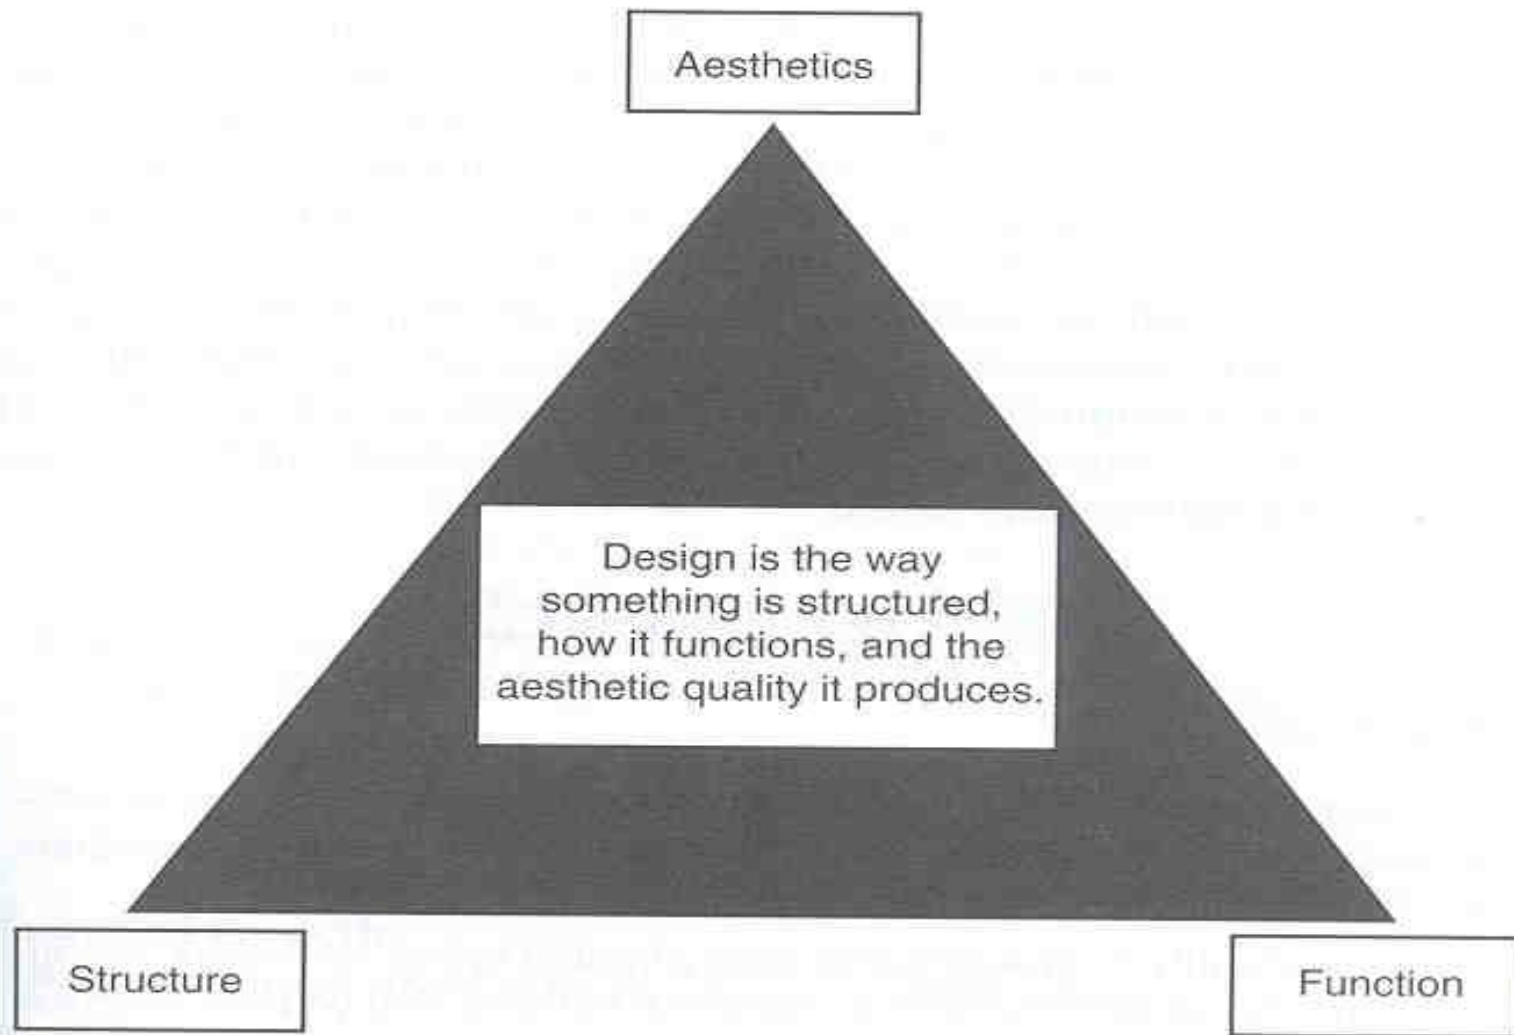 Aesthetics
Design is the way
something is structured,
how it functions, and the
aesthetic quality it produces.
Structure
Function